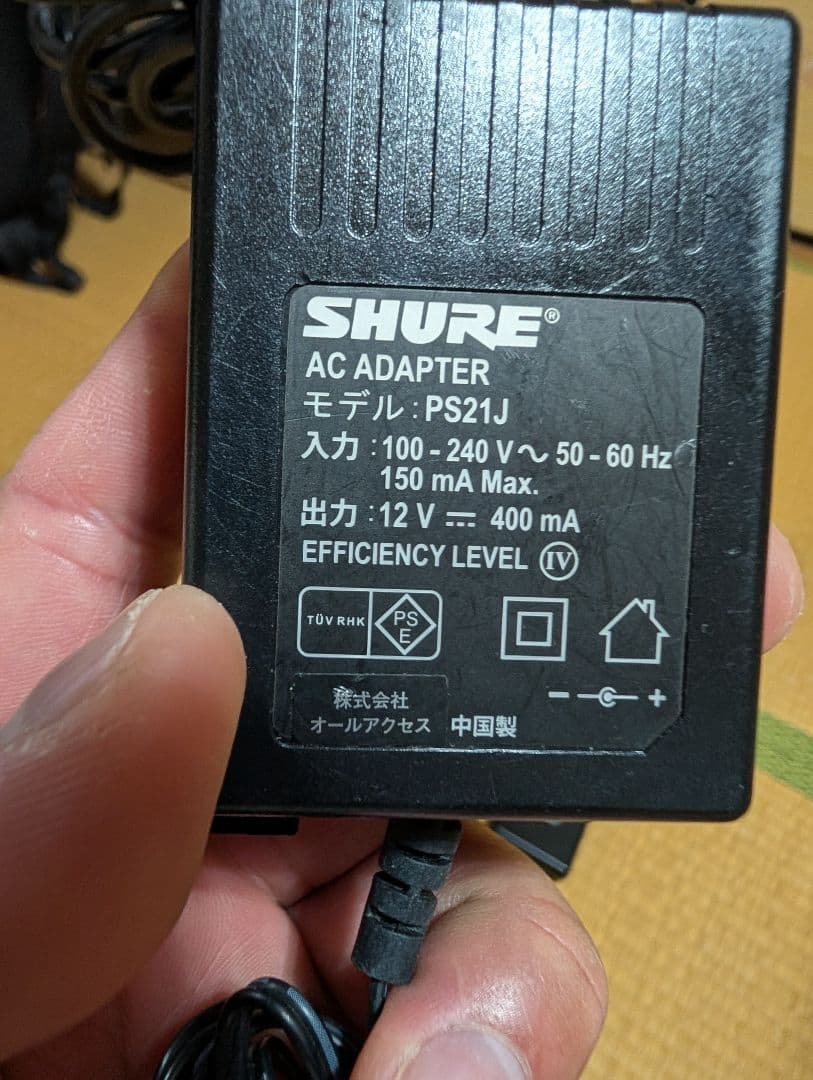 SHURE®
AC ADAPTER
モデル : PS21J
入力 : 100 - 240 V～ 50 - 60 Hz
150 mA Max.
出力 : 12 V ⎓ 400 mA
EFFICIENCY LEVEL IV
TÜV RHK PS E
- +
株式会社
オールアクセス 中国製